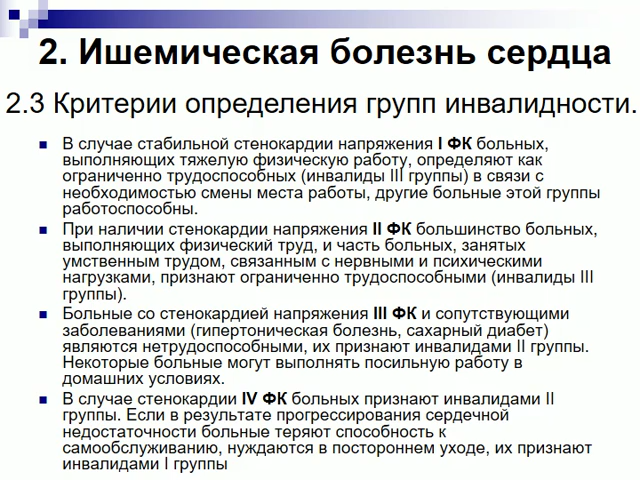 2. Ишемическая болезнь сердца
2.3 Критерии определения групп инвалидности.
В случае стабильной стенокардии напряжения I ФК больных,
выполняющих тяжелую физическую работу, определяют как
ограниченно трудоспособных (инвалиды III группы) в связи с
необходимостью смены места работы, другие больные этой группы
работоспособны.
При наличии стенокардии напряжения II ФК большинство больных,
выполняющих физический труд, и часть больных, занятых
умственным трудом, связанным с нервными и психическими
нагрузками, признают ограниченно трудоспособными (инвалиды III
группы).
Больные со стенокардией напряжения III ФК и сопутствующими
заболеваниями (гипертоническая болезнь, сахарный диабет)
являются нетрудоспособными, их признают инвалидами II группы.
Некоторые больные могут выполнять посильную работу в
домашних условиях.
В случае стенокардии IV ФК больных признают инвалидами II
группы. Если в результате прогрессирования сердечной
недостаточности больные теряют способность к
самообслуживанию, нуждаются в постороннем уходе, их признают
инвалидами I группы